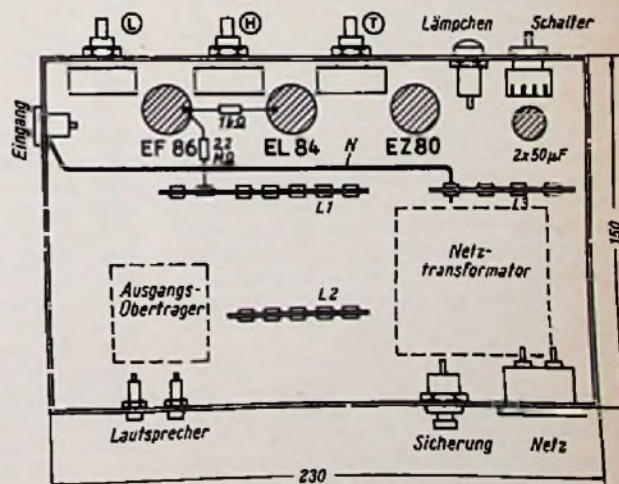 L
H
T
Lämpchen
Schalter
Eingang
EF 86
1kΩ
2,2
MΩ
EL 84
EZ80
2x50µF
N
L1
L3
150
Netz-
transformator
Ausgangs-
Übertrager
L2
Lautsprecher
Sicherung
Netz
230